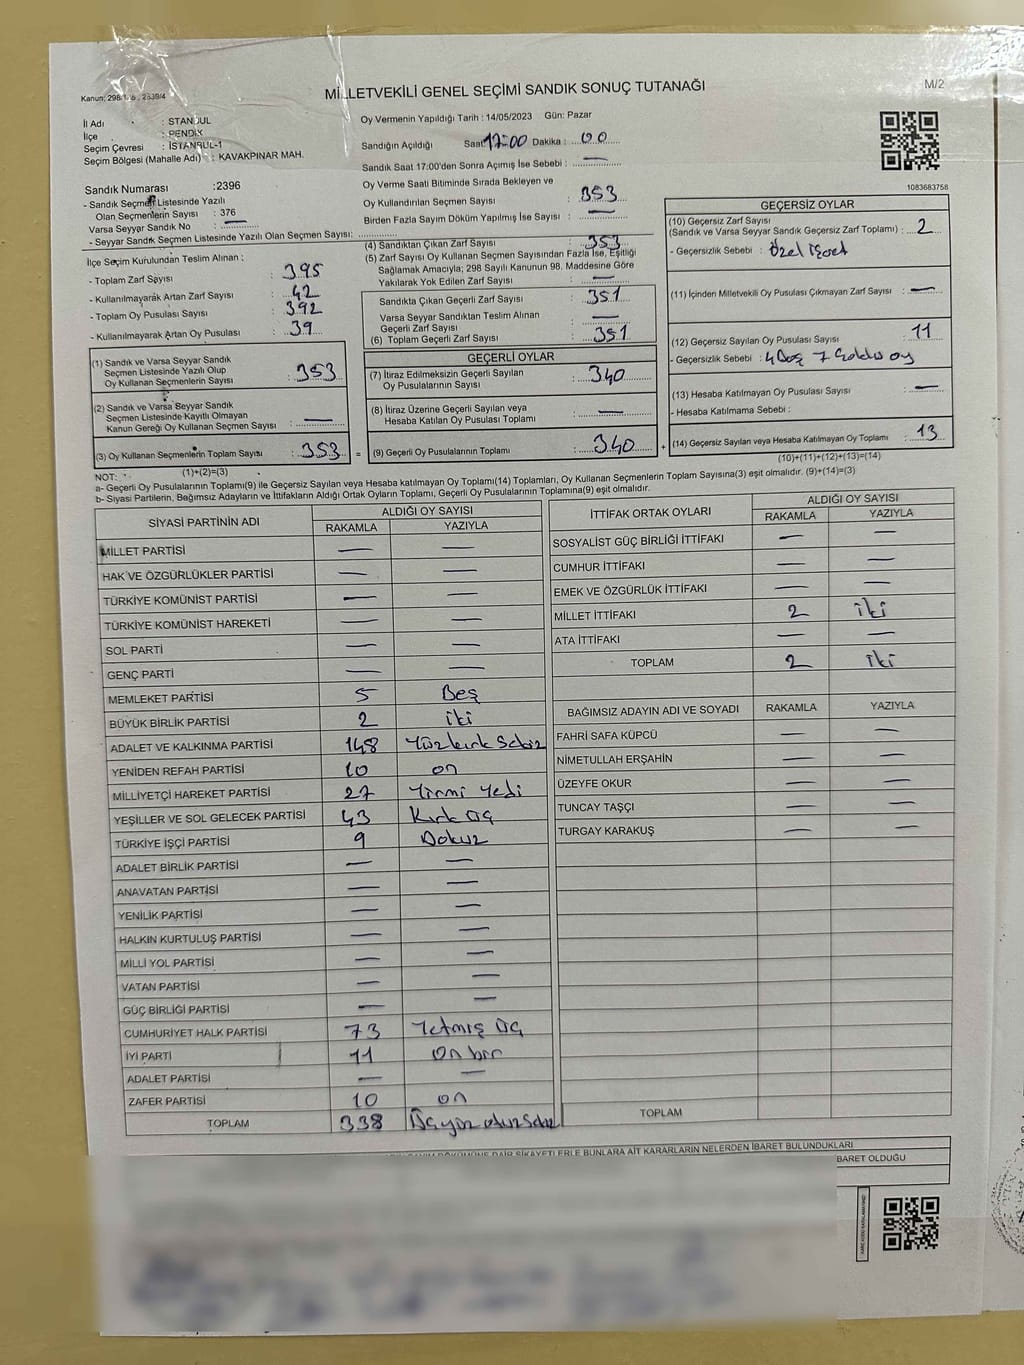 MİLLETVEKİLİ GENEL SEÇİMİ SANDIK SONUÇ TUTANAĞI
M/2
Kanun: 298/105, 2839/4
İl Adı : İSTANBUL
İlçe : PENDİK
Seçim Çevresi : İSTANBUL-1
Seçim Bölgesi (Mahalle Adı) : KAVAKPINAR MAH.
Sandık Numarası :2396
- Sandık Seçmen Listesinde Yazılı
Olan Seçmenlerin Sayısı : 376
Varsa Seyyar Sandık No : —
- Seyyar Sandık Seçmen Listesinde Yazılı Olan Seçmen Sayısı:
İlçe Seçim Kurulundan Teslim Alınan ;
- Toplam Zarf Sayısı : 395
- Kullanılmayarak Artan Zarf Sayısı : 42
- Toplam Oy Pusulası Sayısı : 392
- Kullanılmayarak Artan Oy Pusulası : 39
(1) Sandık ve Varsa Seyyar Sandık
Seçmen Listesinde Yazılı Olup
Oy Kullanan Seçmenlerin Sayısı : 353
(2) Sandık ve Varsa Seyyar Sandık
Seçmen Listesinde Kayıtlı Olmayan
Kanun Gereği Oy Kullanan Seçmen Sayısı : —
(3) Oy Kullanan Seçmenlerin Toplam Sayısı : 353 =
(1)+(2)=(3)
Oy Vermenin Yapıldığı Tarih : 14/05/2023 Gün: Pazar
Sandığın Açıldığı Saat: 17:00 Dakika : 00
Sandık Saat 17:00'den Sonra Açımış İse Sebebi : —
Oy Verme Saati Bitiminde Sırada Bekleyen ve
Oy Kullandırılan Seçmen Sayısı : 353
Birden Fazla Sayım Döküm Yapılmış İse Sayısı : —
(4) Sandıktan Çıkan Zarf Sayısı : 353
(5) Zarf Sayısı Oy Kullanan Seçmen Sayısından Fazla İse, Eşitliği
Sağlamak Amacıyla; 298 Sayılı Kanunun 98. Maddesine Göre
Yakılarak Yok Edilen Zarf Sayısı : —
Sandıkta Çıkan Geçerli Zarf Sayısı : 351
Varsa Seyyar Sandıktan Teslim Alınan
Geçerli Zarf Sayısı : —
(6) Toplam Geçerli Zarf Sayısı : 351
GEÇERLİ OYLAR
(7) İtiraz Edilmeksizin Geçerli Sayılan
Oy Pusulalarının Sayısı : 340
(8) İtiraz Üzerine Geçerli Sayılan veya
Hesaba Katılan Oy Pusulası Toplamı : —
(9) Geçerli Oy Pusulalarının Toplamı : 340 +
1083683758
GEÇERSİZ OYLAR
(10) Geçersiz Zarf Sayısı
(Sandık ve Varsa Seyyar Sandık Geçersiz Zarf Toplamı) : 2
- Geçersizlik Sebebi : Özel işaret
(11) İçinden Milletvekili Oy Pusulası Çıkmayan Zarf Sayısı : —
(12) Geçersiz Sayılan Oy Pusulası Sayısı : 11
- Geçersizlik Sebebi : 4 Boş 7 oy
(13) Hesaba Katılmayan Oy Pusulası Sayısı : —
- Hesaba Katılmama Sebebi :
(14) Geçersiz Sayılan veya Hesaba Katılmayan Oy Toplamı : 13
(10)+(11)+(12)+(13)=(14)
NOT:
a- Geçerli Oy Pusulalarının Toplamı(9) ile Geçersiz Sayılan veya Hesaba katılmayan Oy Toplamı(14) Toplamları, Oy Kullanan Seçmenlerin Toplam Sayısına(3) eşit olmalıdır. (9)+(14)=(3)
b- Siyasi Partilerin, Bağımsız Adayların ve İttifakların Aldığı Ortak Oyların Toplamı, Geçerli Oy Pusulalarının Toplamına(9) eşit olmalıdır.
SİYASİ PARTİNİN ADI ALDIĞI OY SAYISI
RAKAMLA YAZIYLA
MİLLET PARTİSİ — —
HAK VE ÖZGÜRLÜKLER PARTİSİ — —
TÜRKİYE KOMÜNİST PARTİSİ — —
TÜRKİYE KOMÜNİST HAREKETİ — —
SOL PARTİ — —
GENÇ PARTİ — —
MEMLEKET PARTİSİ 5 Beş
BÜYÜK BİRLİK PARTİSİ 2 iki
ADALET VE KALKINMA PARTİSİ 148 Yüzkırk Sekiz
YENİDEN REFAH PARTİSİ 10 on
MİLLİYETÇİ HAREKET PARTİSİ 27 Yirmi Yedi
YEŞİLLER VE SOL GELECEK PARTİSİ 43 Kırk üç
TÜRKİYE İŞÇİ PARTİSİ 9 Dokuz
ADALET BİRLİK PARTİSİ — —
ANAVATAN PARTİSİ — —
YENİLİK PARTİSİ — —
HALKIN KURTULUŞ PARTİSİ — —
MİLLİ YOL PARTİSİ — —
VATAN PARTİSİ — —
GÜÇ BİRLİĞİ PARTİSİ — —
CUMHURİYET HALK PARTİSİ 73 Yetmiş üç
İYİ PARTİ 11 On bir
ADALET PARTİSİ — —
ZAFER PARTİSİ 10 on
TOPLAM 338 Üçyüz otuzSekiz
İTTİFAK ORTAK OYLARI ALDIĞI OY SAYISI
RAKAMLA YAZIYLA
SOSYALİST GÜÇ BİRLİĞİ İTTİFAKI — —
CUMHUR İTTİFAKI — —
EMEK VE ÖZGÜRLÜK İTTİFAKI — —
MİLLET İTTİFAKI 2 iki
ATA İTTİFAKI — —
TOPLAM 2 iki
BAĞIMSIZ ADAYIN ADI VE SOYADI RAKAMLA YAZIYLA
FAHRİ SAFA KÜPCÜ — —
NİMETULLAH ERŞAHİN — —
ÜZEYFE OKUR — —
TUNCAY TAŞÇI — —
TURGAY KARAKUŞ — —
TOPLAM
DÖKÜMÜNE DAİR ŞİKAYETLERLE BUNLARA AİT KARARLARIN NELERDEN İBARET BULUNDUKLARI
BARET OLDUĞU